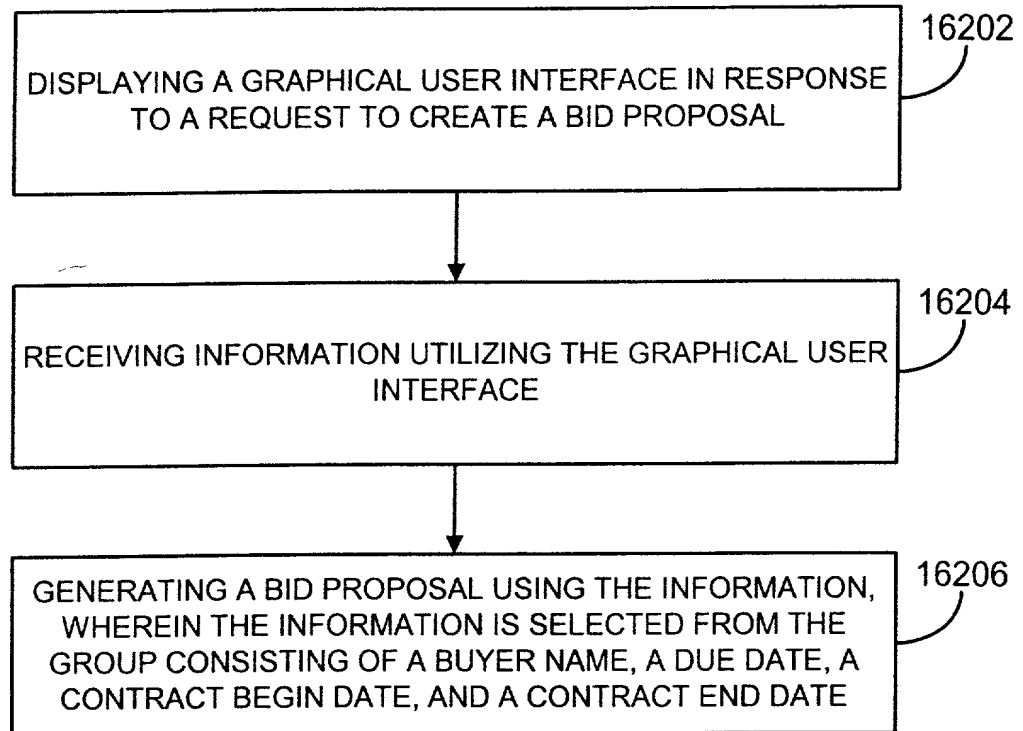 16202
DISPLAYING A GRAPHICAL USER INTERFACE IN RESPONSE
TO A REQUEST TO CREATE A BID PROPOSAL
16204
RECEIVING INFORMATION UTILIZING THE GRAPHICAL USER
INTERFACE
16206
GENERATING A BID PROPOSAL USING THE INFORMATION,
WHEREIN THE INFORMATION IS SELECTED FROM THE
GROUP CONSISTING OF A BUYER NAME, A DUE DATE, A
CONTRACT BEGIN DATE, AND A CONTRACT END DATE